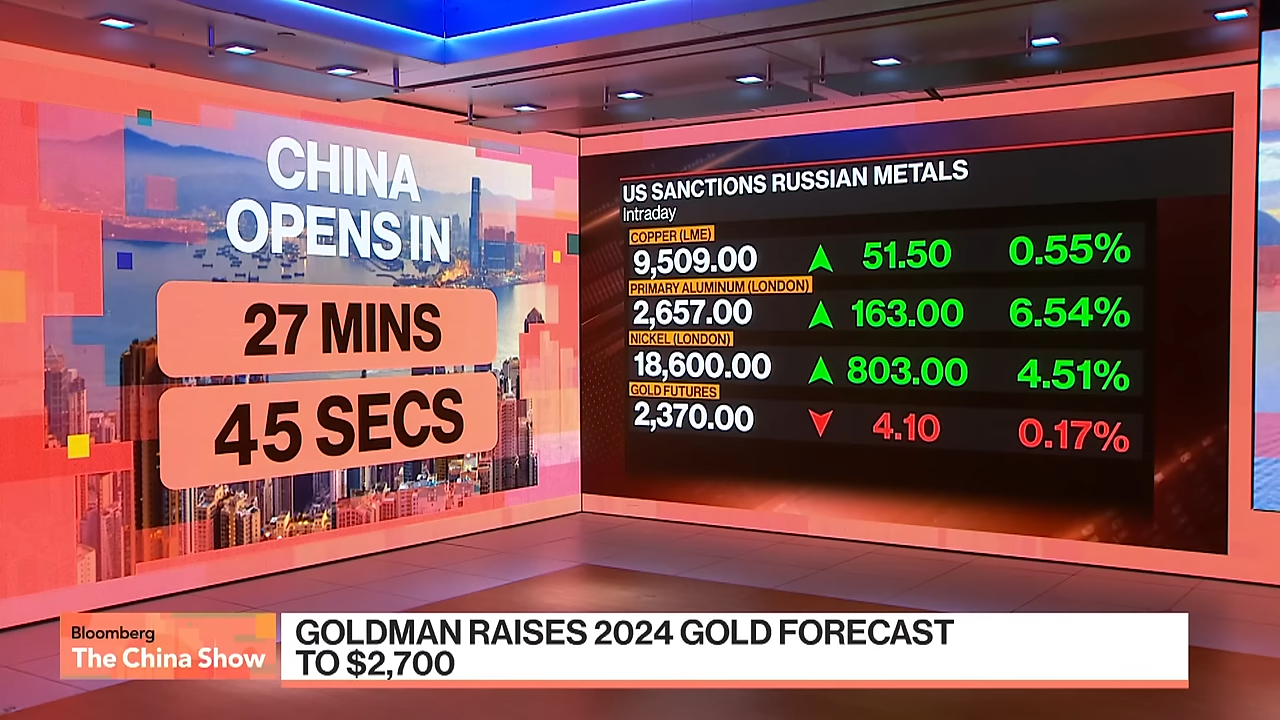 CHINA
OPENS IN
27 MINS
45 SECS
US SANCTIONS RUSSIAN METALS
Intraday
COPPER (LME)
9,509.00 ▲ 51.50 0.55%
PRIMARY ALUMINUM (LONDON)
2,657.00 ▲ 163.00 6.54%
NICKEL (LONDON)
18,600.00 ▲ 803.00 4.51%
GOLD FUTURES
2,370.00 ▼ 4.10 0.17%
Bloomberg
The China Show
GOLDMAN RAISES 2024 GOLD FORECAST
TO $2,700